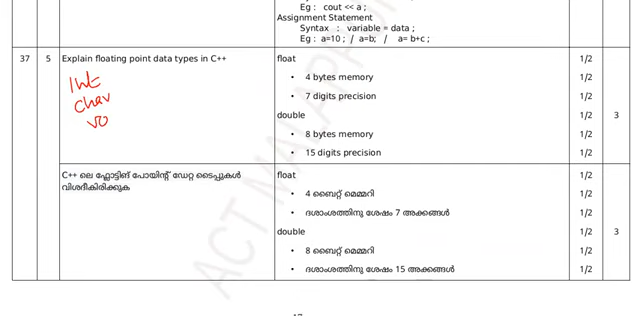 Eg : cout << a ;
Assignment Statement
Syntax : variable = data ;
Eg : a=10 ; / a=b; / a= b+c ;
37 5 Explain floating point data types in C++ float 1/2
• 4 bytes memory 1/2
• 7 digits precision 1/2
double 1/2 3
• 8 bytes memory 1/2
• 15 digits precision 1/2
Int
char
vo
C++ ലെ ഫ്ലോട്ടിങ് പോയിന്റ് ഡേറ്റ ടൈപ്പുകൾ float 1/2
വിശദീകിരിക്കുക
• 4 ബൈറ്റ് മെമ്മറി 1/2
• ദശാംശത്തിനു ശേഷം 7 അക്കങ്ങൾ 1/2
double 1/2 3
• 8 ബൈറ്റ് മെമ്മറി 1/2
• ദശാംശത്തിനു ശേഷം 15 അക്കങ്ങൾ 1/2